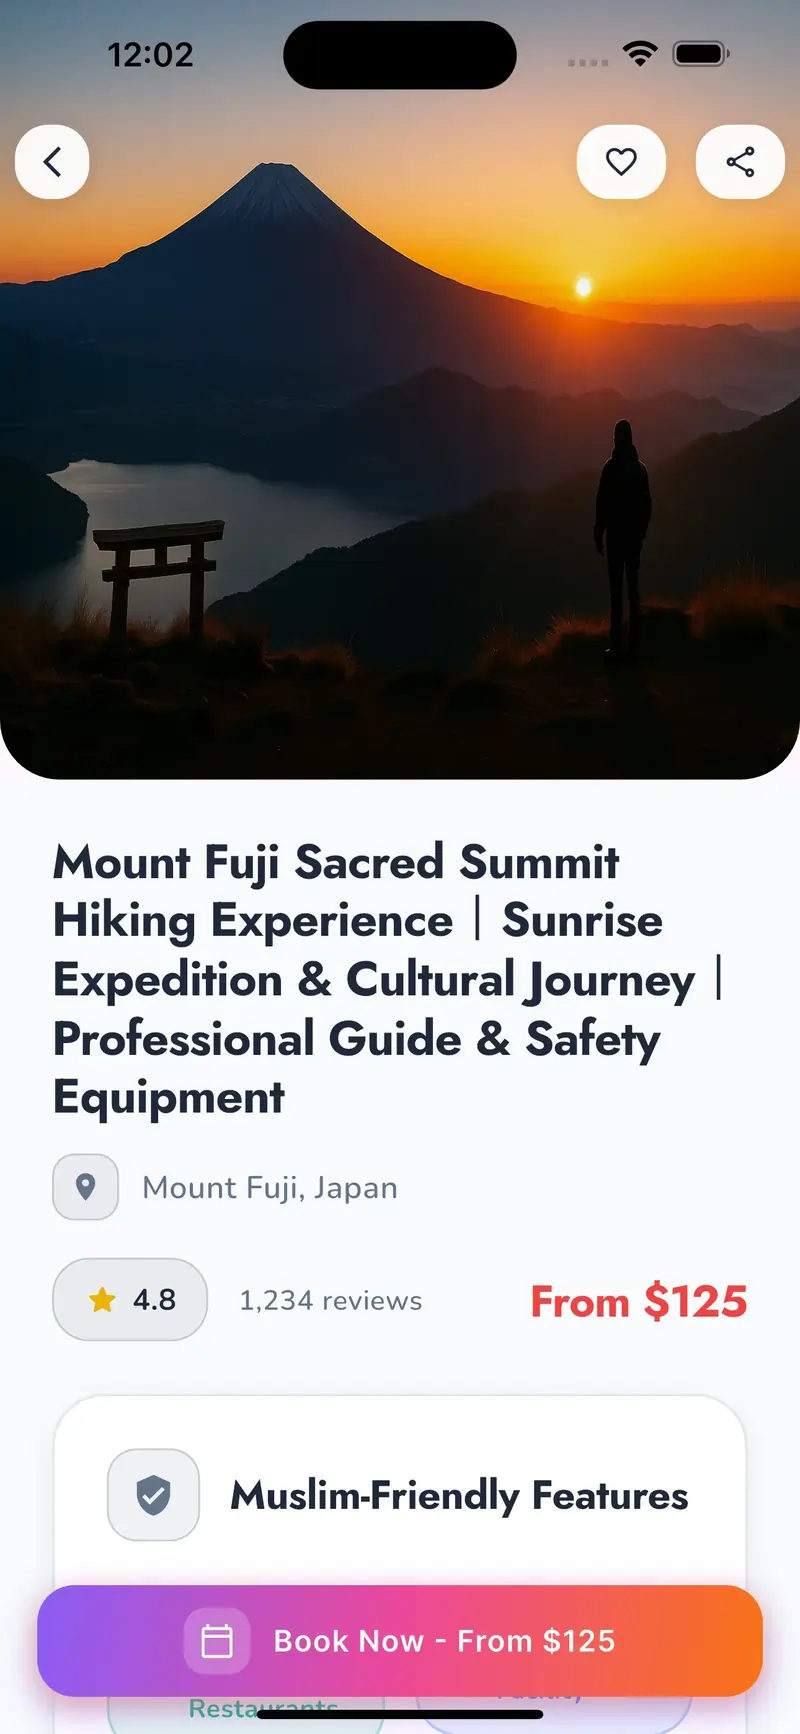 12:02
Mount Fuji Sacred Summit
Hiking Experience | Sunrise
Expedition & Cultural Journey |
Professional Guide & Safety
Equipment
Mount Fuji, Japan
4.8
1,234 reviews
From $125
Muslim-Friendly Features
Book Now - From $125
Restaurants